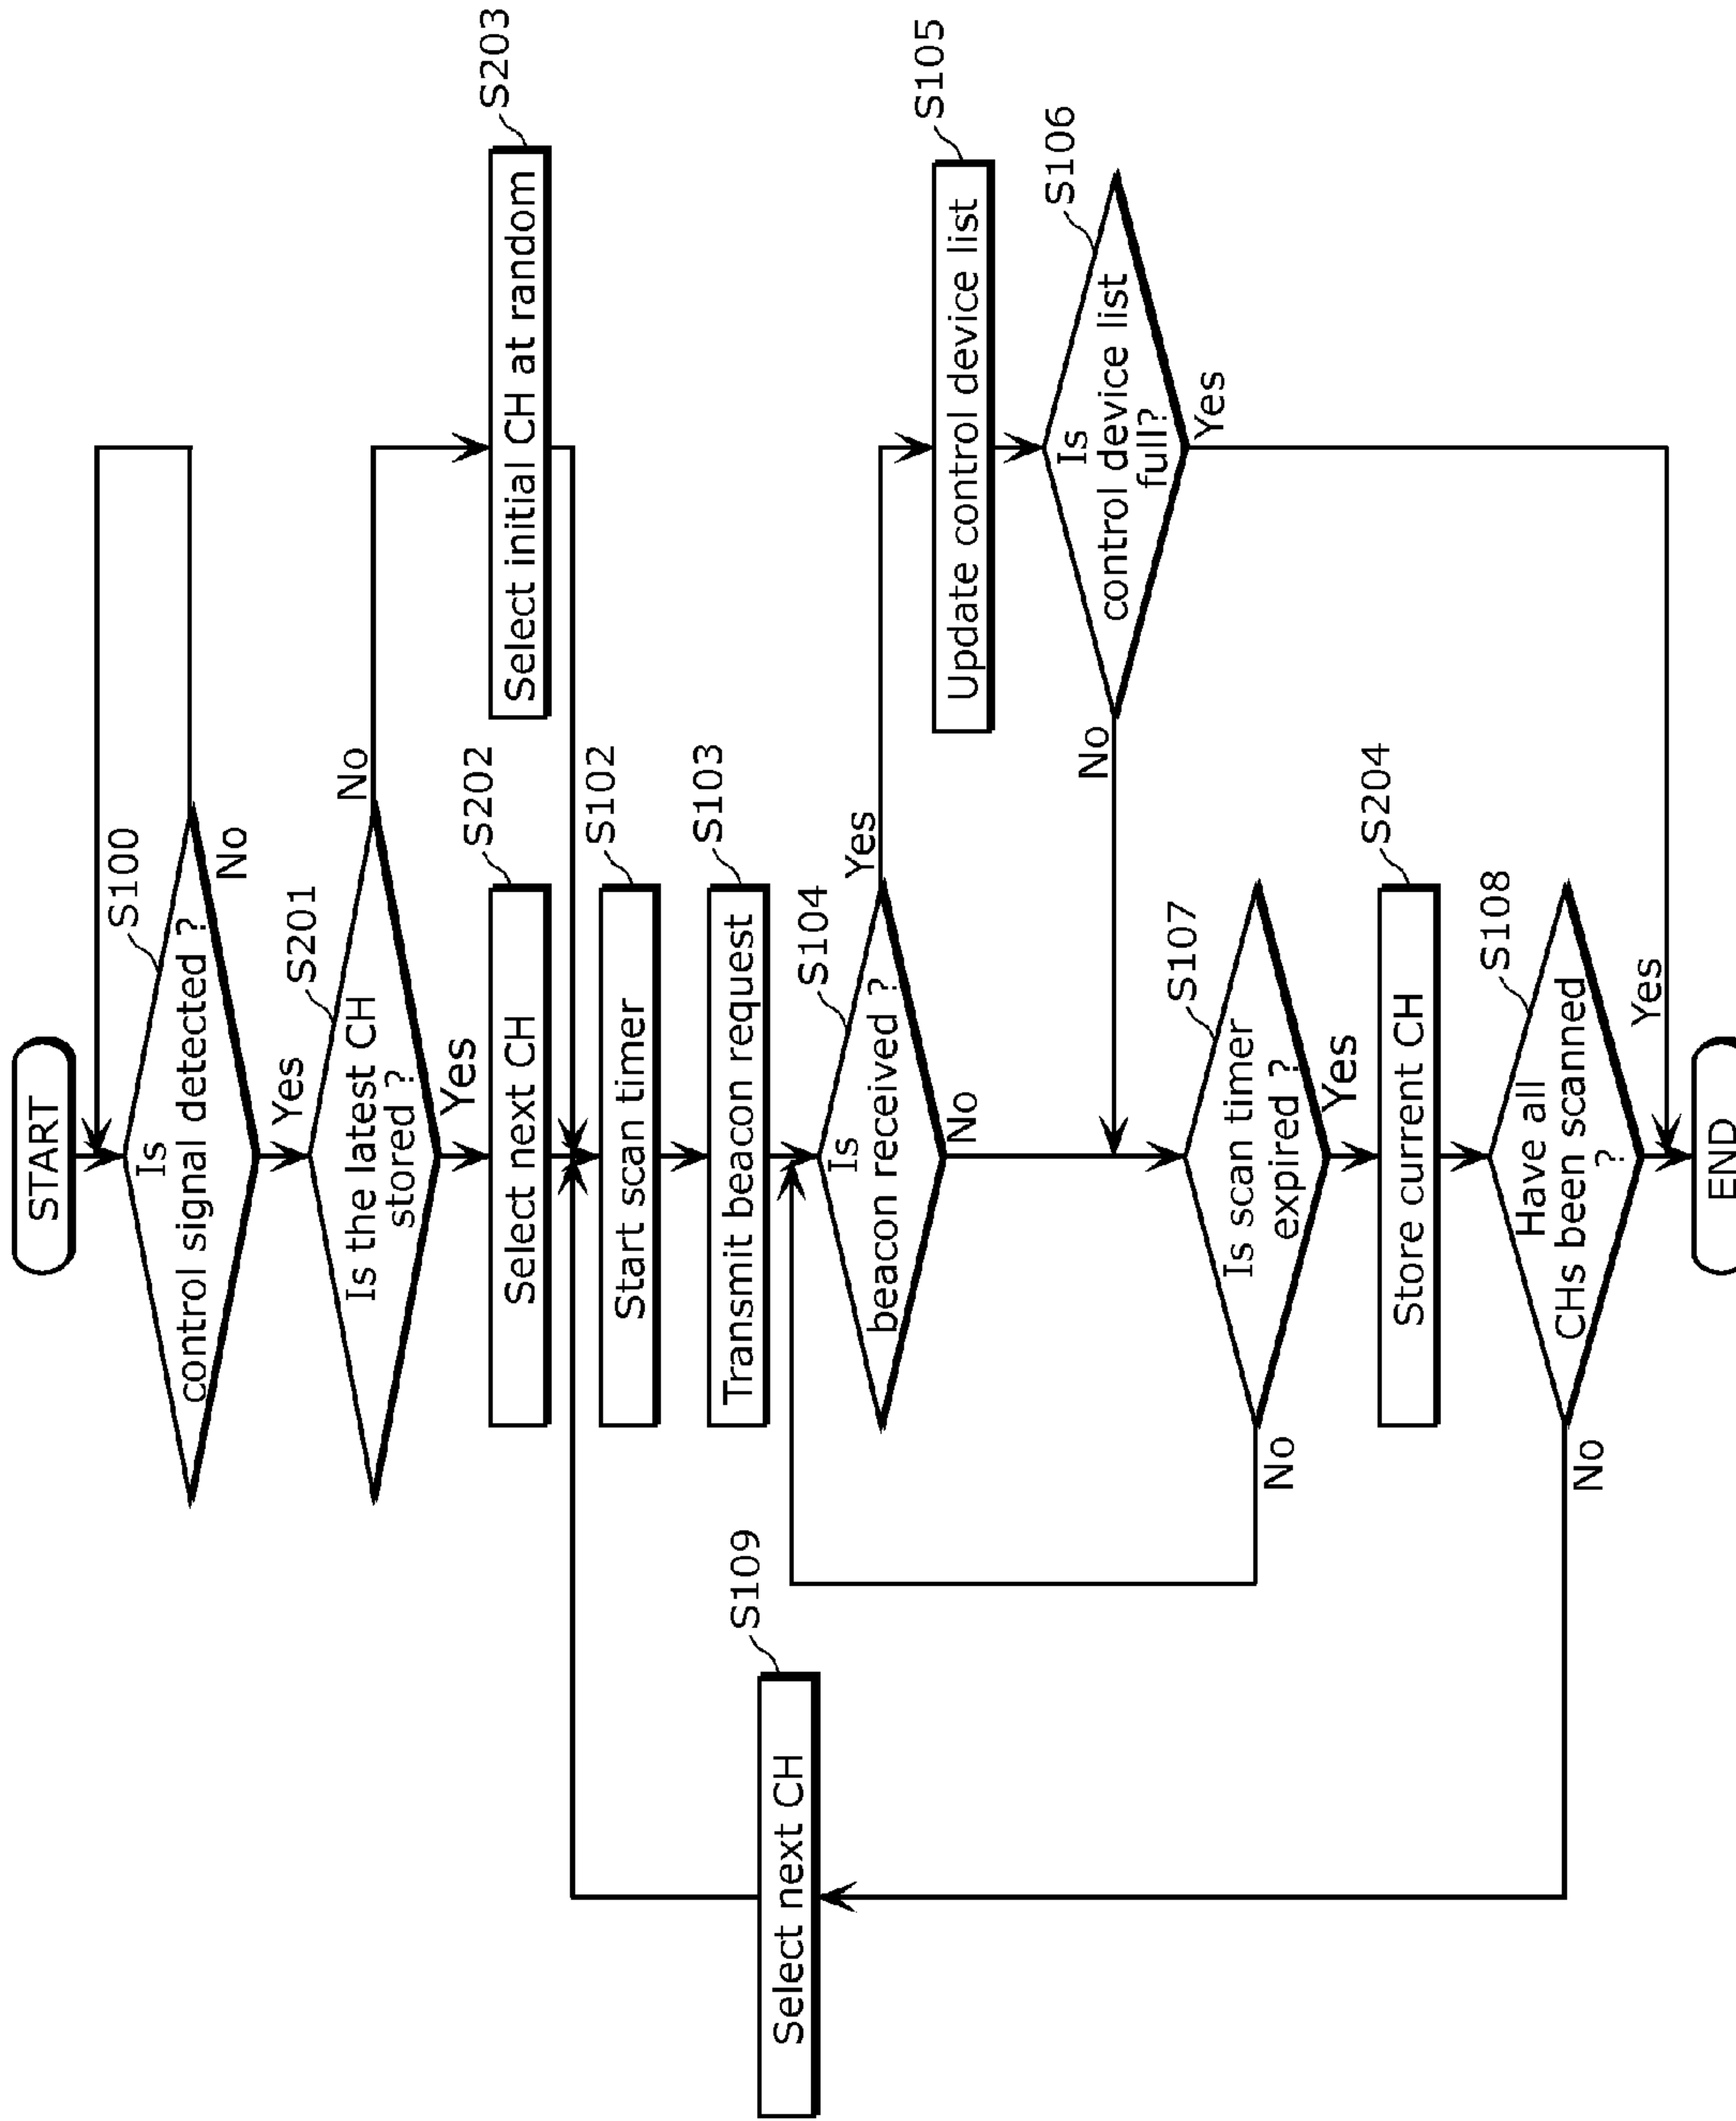 START
S100
Is
control signal detected ?
No
Yes
S201
Is the latest CH
stored ?
No
Yes
S202
Select next CH
S203
Select initial CH at random
S102
Start scan timer
S103
Transmit beacon request
S109
Select next CH
S104
Is
beacon received ?
Yes
No
S105
Update control device list
S106
Is
control device list
full?
No
Yes
S107
Is scan timer
expired ?
No
Yes
S204
Store current CH
S108
Have all
CHs been scanned
?
No
Yes
END